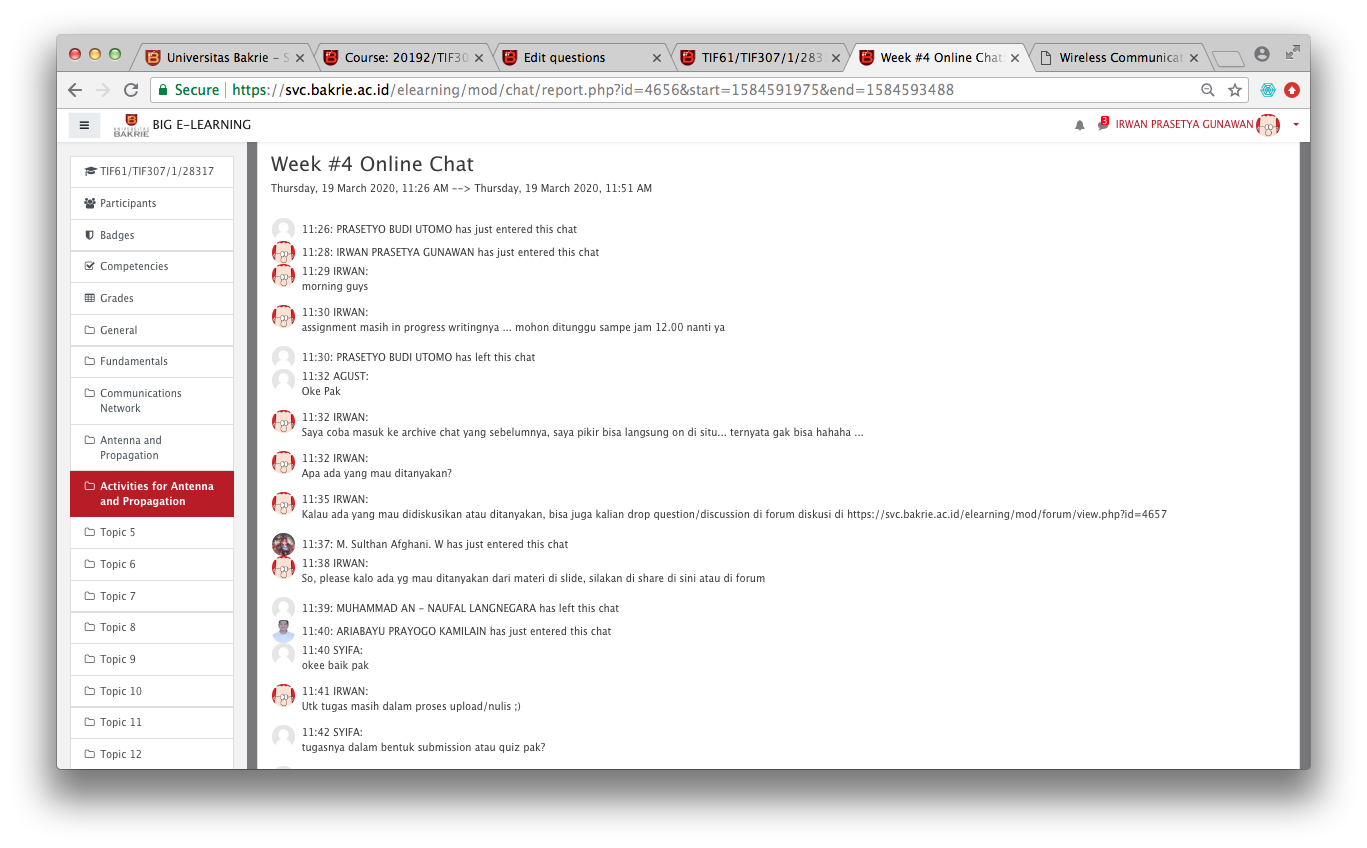 Universitas Bakrie – S
Course: 20192/TIF30
Edit questions
TIF61/TIF307/1/283
Week #4 Online Chat:
Wireless Communicat
Secure
https://svc.bakrie.ac.id/elearning/mod/chat/report.php?id=4656&start=1584591975&end=1584593488
UNIVERSITAS
BAKRIE
BIG E-LEARNING
3
IRWAN PRASETYA GUNAWAN
TIF61/TIF307/1/28317
Participants
Badges
Competencies
Grades
General
Fundamentals
Communications
Network
Antenna and
Propagation
Activities for Antenna
and Propagation
Topic 5
Topic 6
Topic 7
Topic 8
Topic 9
Topic 10
Topic 11
Topic 12
Week #4 Online Chat
Thursday, 19 March 2020, 11:26 AM --> Thursday, 19 March 2020, 11:51 AM
11:26: PRASETYO BUDI UTOMO has just entered this chat
11:28: IRWAN PRASETYA GUNAWAN has just entered this chat
11:29 IRWAN:
morning guys
11:30 IRWAN:
assignment masih in progress writingnya ... mohon ditunggu sampe jam 12.00 nanti ya
11:30: PRASETYO BUDI UTOMO has left this chat
11:32 AGUST:
Oke Pak
11:32 IRWAN:
Saya coba masuk ke archive chat yang sebelumnya, saya pikir bisa langsung on di situ... ternyata gak bisa hahaha ...
11:32 IRWAN:
Apa ada yang mau ditanyakan?
11:35 IRWAN:
Kalau ada yang mau didiskusikan atau ditanyakan, bisa juga kalian drop question/discussion di forum diskusi di https://svc.bakrie.ac.id/elearning/mod/forum/view.php?id=4657
11:37: M. Sulthan Afghani. W has just entered this chat
11:38 IRWAN:
So, please kalo ada yg mau ditanyakan dari materi di slide, silakan di share di sini atau di forum
11:39: MUHAMMAD AN – NAUFAL LANGNEGARA has left this chat
11:40: ARIABAYU PRAYOGO KAMILAIN has just entered this chat
11:40 SYIFA:
okee baik pak
11:41 IRWAN:
Utk tugas masih dalam proses upload/nulis ;)
11:42 SYIFA:
tugasnya dalam bentuk submission atau quiz pak?